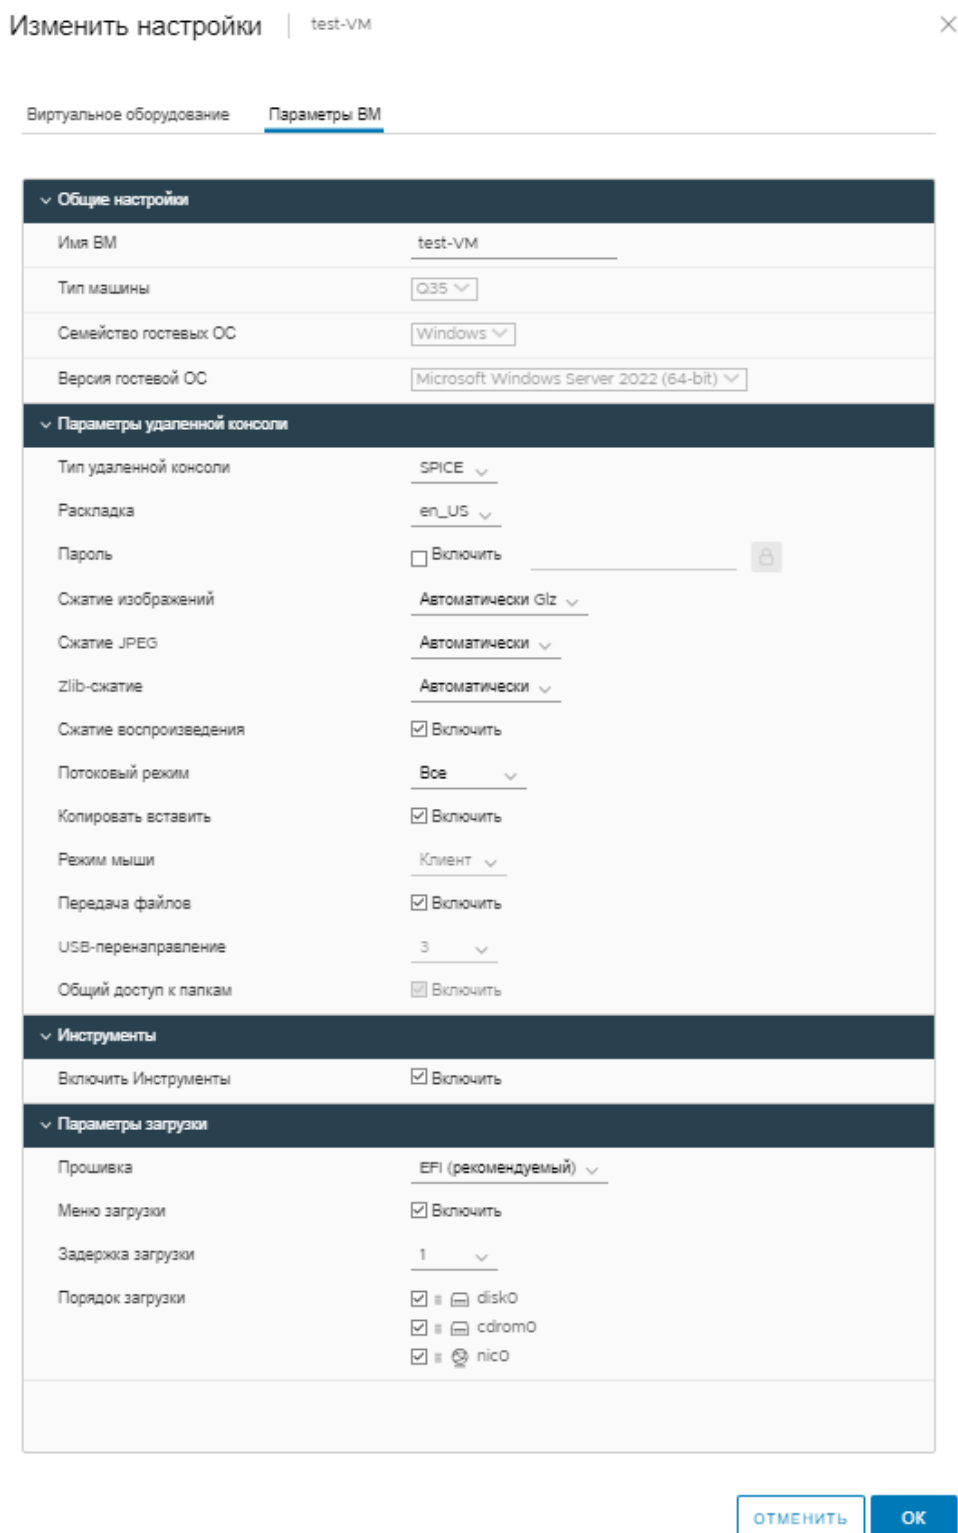 Изменить настройки test-VM
Виртуальное оборудование Параметры ВМ
Общие настройки
Имя ВМ test-VM
Тип машины Q35
Семейство гостевых ОС Windows
Версия гостевой ОС Microsoft Windows Server 2022 (64-bit)
Параметры удаленной консоли
Тип удаленной консоли SPICE
Раскладка en_US
Пароль Включить
Сжатие изображений Автоматически Glz
Сжатие JPEG Автоматически
Zlib-сжатие Автоматически
Сжатие воспроизведения Включить
Потоковый режим Все
Копировать вставить Включить
Режим мыши Клиент
Передача файлов Включить
USB-перенаправление 3
Общий доступ к папкам Включить
Инструменты
Включить Инструменты Включить
Параметры загрузки
Прошивка EFI (рекомендуемый)
Меню загрузки Включить
Задержка загрузки 1
Порядок загрузки disk0
cdrom0
nic0
ОТМЕНИТЬ ОК